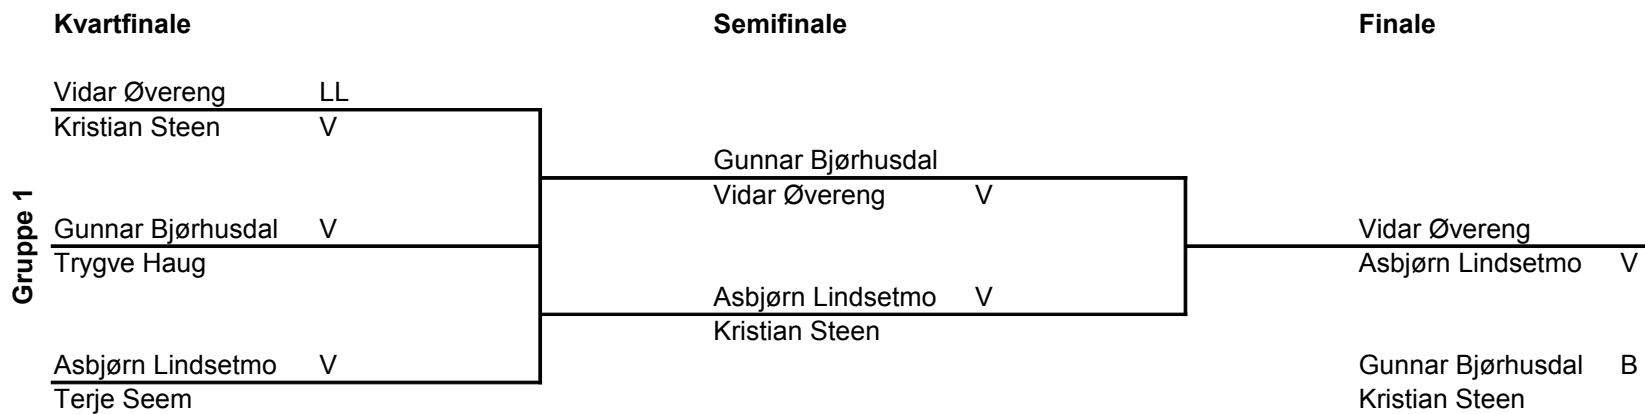 Kvartfinale Semifinale Finale
Gruppe 1
Vidar Øvereng LL
Kristian Steen V
Gunnar Bjørhusdal V
Trygve Haug
Asbjørn Lindsetmo V
Terje Seem
Gunnar Bjørhusdal
Vidar Øvereng V
Asbjørn Lindsetmo V
Kristian Steen
Vidar Øvereng
Asbjørn Lindsetmo V
Gunnar Bjørhusdal B
Kristian Steen